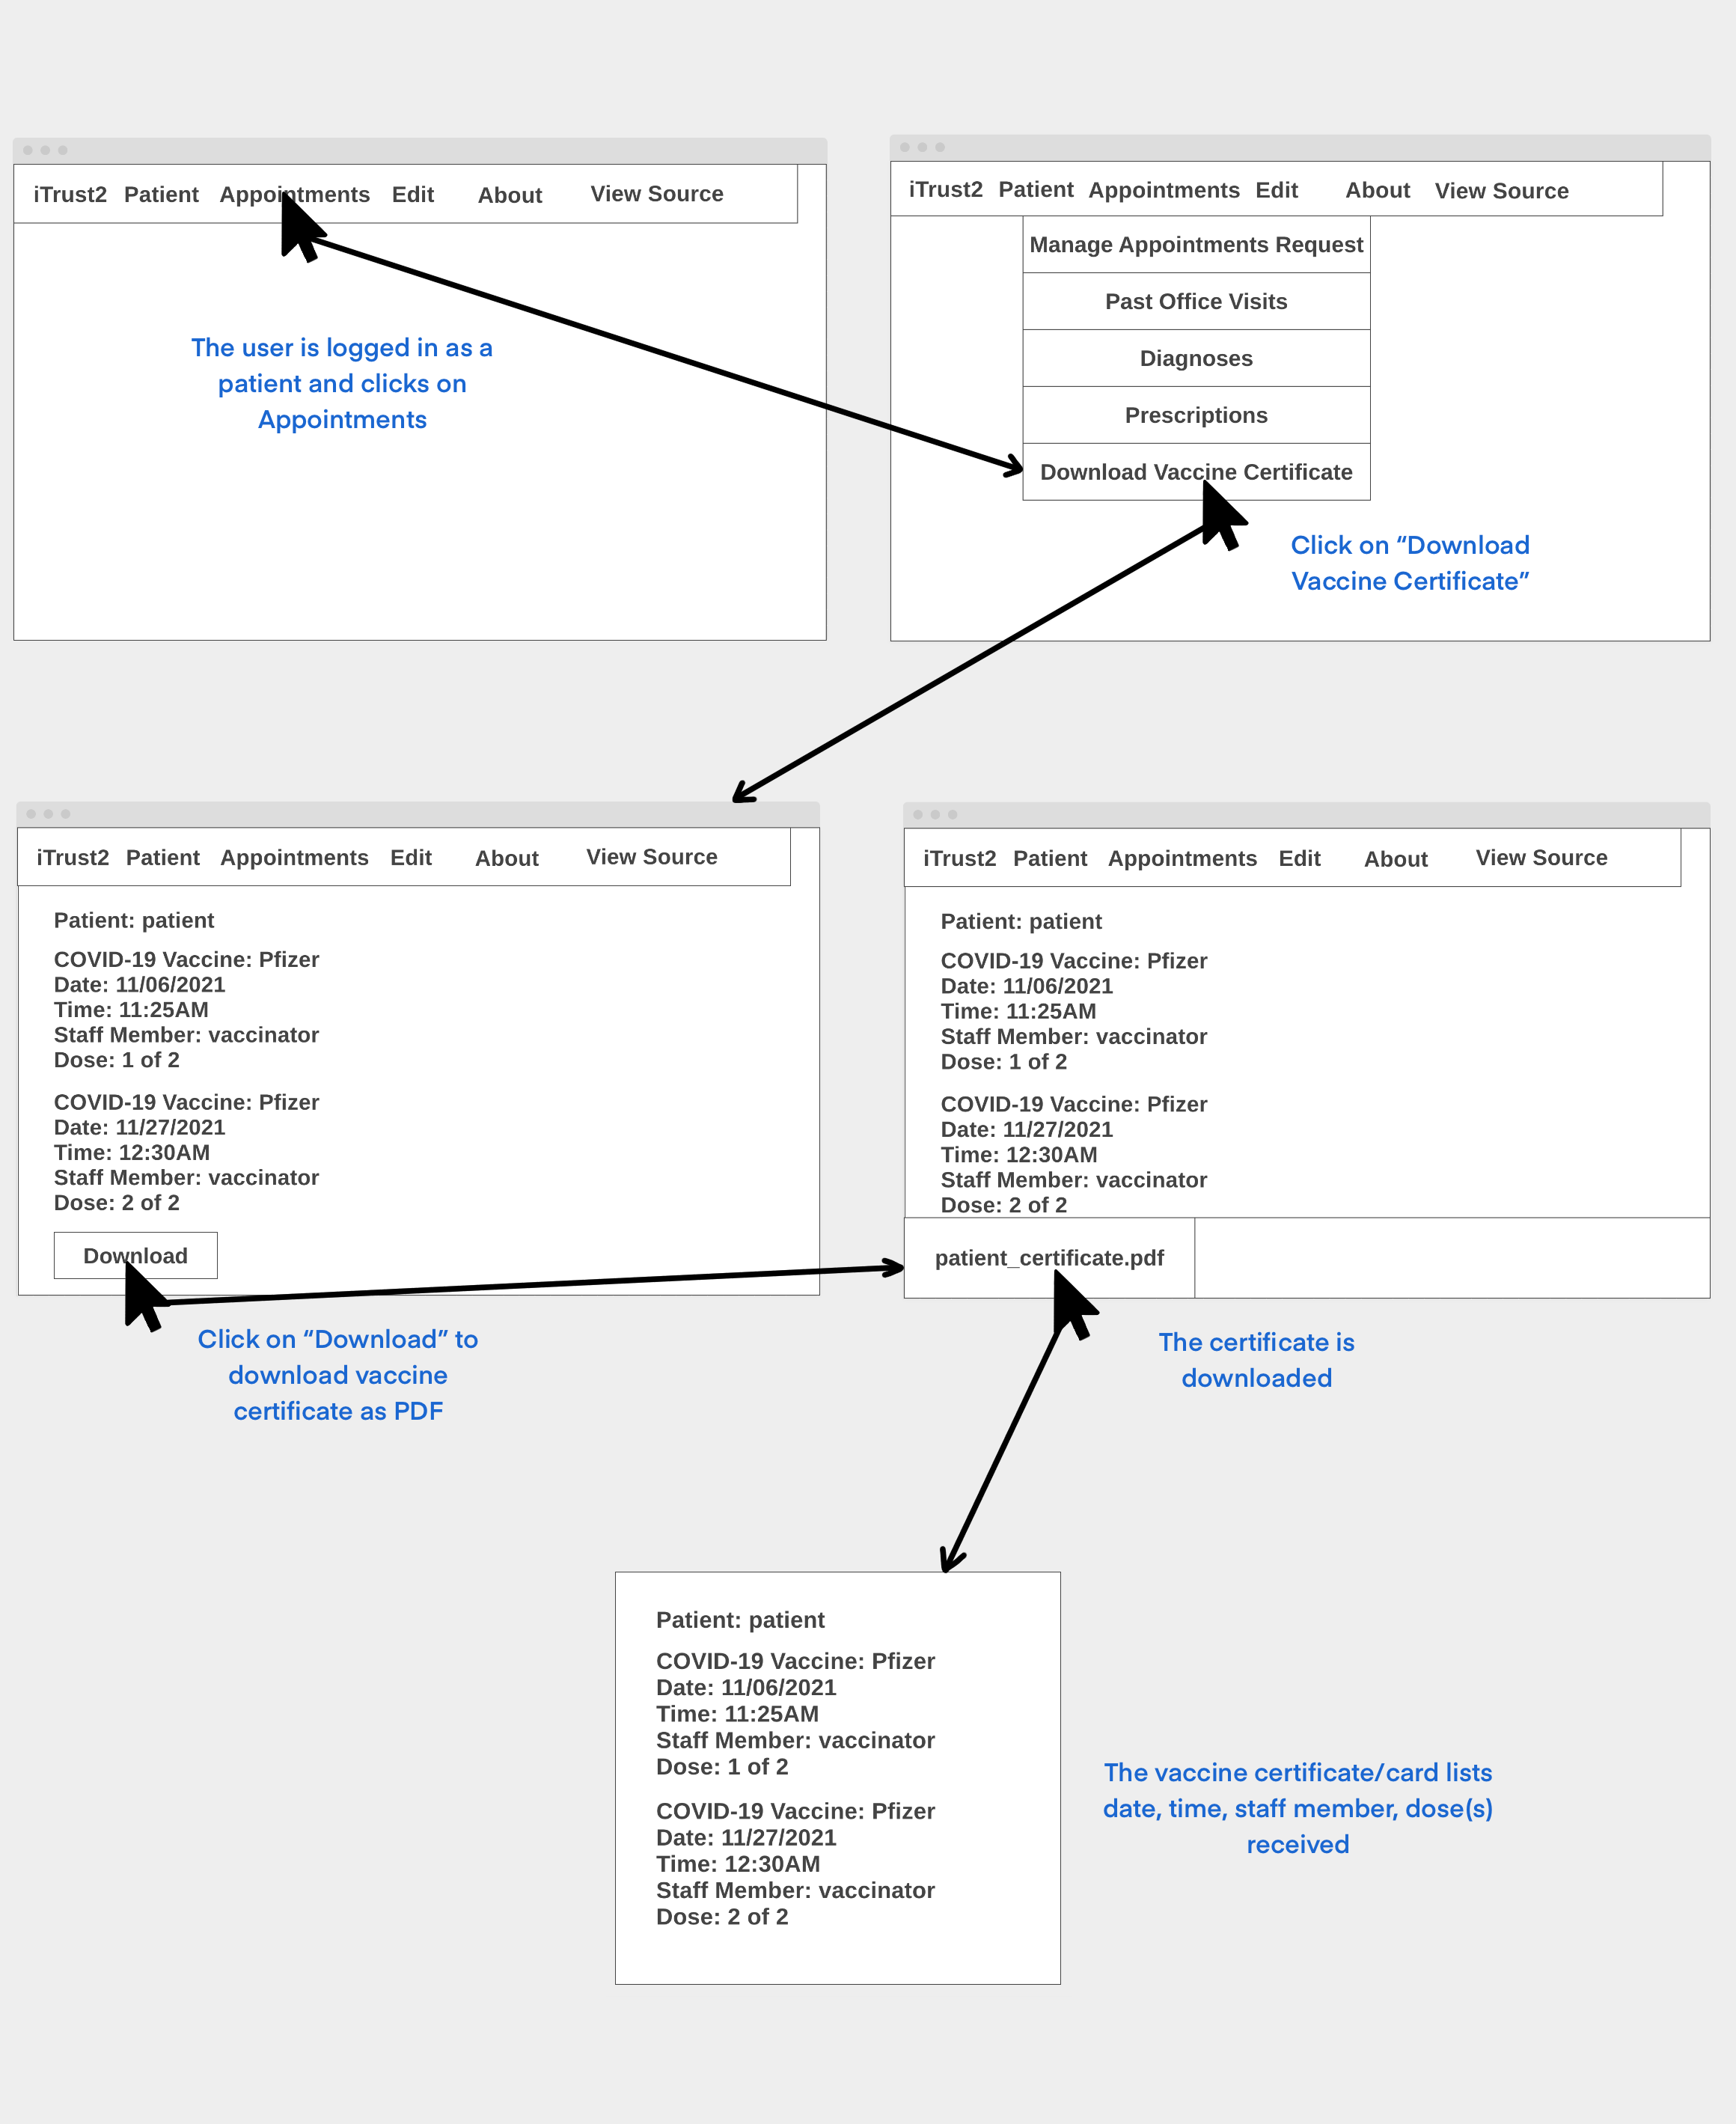 iTrust2 Patient Appointments Edit About View Source
The user is logged in as a
patient and clicks on
Appointments
iTrust2 Patient Appointments Edit About View Source
Manage Appointments Request
Past Office Visits
Diagnoses
Prescriptions
Download Vaccine Certificate
Click on “Download
Vaccine Certificate”
iTrust2 Patient Appointments Edit About View Source
Patient: patient
COVID-19 Vaccine: Pfizer
Date: 11/06/2021
Time: 11:25AM
Staff Member: vaccinator
Dose: 1 of 2
COVID-19 Vaccine: Pfizer
Date: 11/27/2021
Time: 12:30AM
Staff Member: vaccinator
Dose: 2 of 2
Download
Click on “Download” to
download vaccine
certificate as PDF
iTrust2 Patient Appointments Edit About View Source
Patient: patient
COVID-19 Vaccine: Pfizer
Date: 11/06/2021
Time: 11:25AM
Staff Member: vaccinator
Dose: 1 of 2
COVID-19 Vaccine: Pfizer
Date: 11/27/2021
Time: 12:30AM
Staff Member: vaccinator
Dose: 2 of 2
patient_certificate.pdf
The certificate is
downloaded
Patient: patient
COVID-19 Vaccine: Pfizer
Date: 11/06/2021
Time: 11:25AM
Staff Member: vaccinator
Dose: 1 of 2
COVID-19 Vaccine: Pfizer
Date: 11/27/2021
Time: 12:30AM
Staff Member: vaccinator
Dose: 2 of 2
The vaccine certificate/card lists
date, time, staff member, dose(s)
received